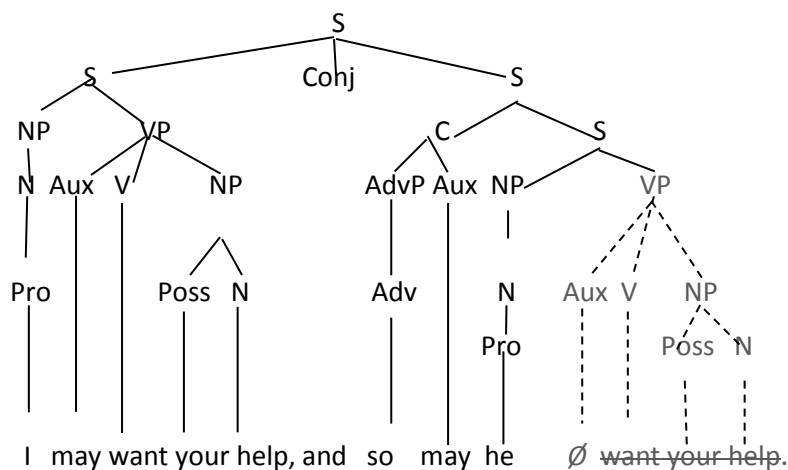 S
S Conj S
NP VP C S
N Aux V NP AdvP Aux NP VP
Pro Poss N Adv N Aux V NP
Pro Poss N
I may want your help, and so may he Ø want your help.